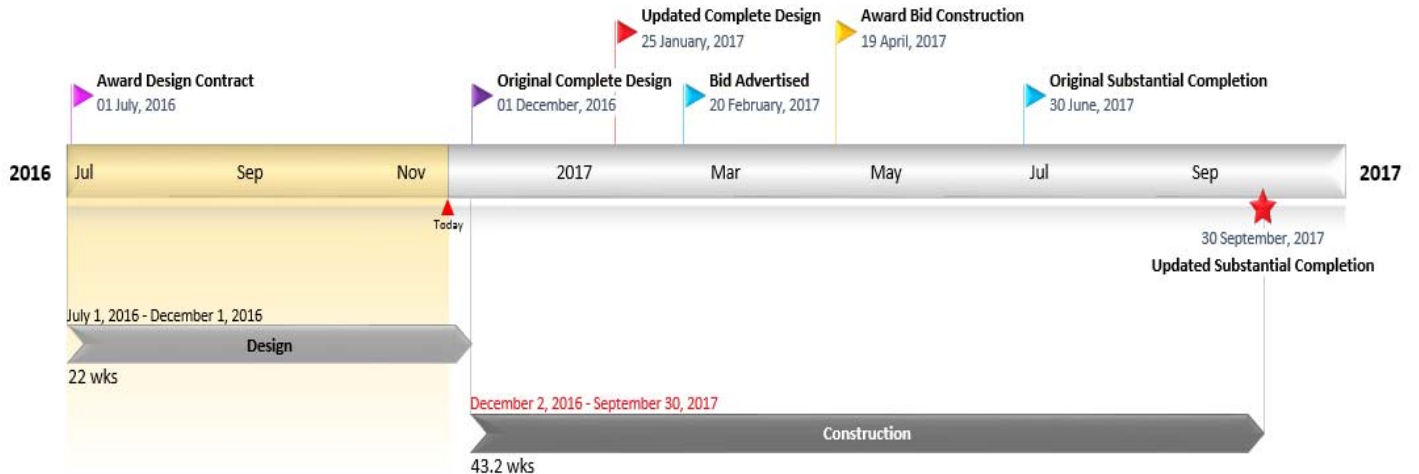 Updated Complete Design
25 January, 2017
Award Bid Construction
19 April, 2017
Award Design Contract
01 July, 2016
Original Complete Design
01 December, 2016
Bid Advertised
20 February, 2017
Original Substantial Completion
30 June, 2017
2016 Jul Sep Nov 2017 Mar May Jul Sep 2017
Today
30 September, 2017
Updated Substantial Completion
July 1, 2016 - December 1, 2016
Design
22 wks
December 2, 2016 - September 30, 2017
Construction
43.2 wks